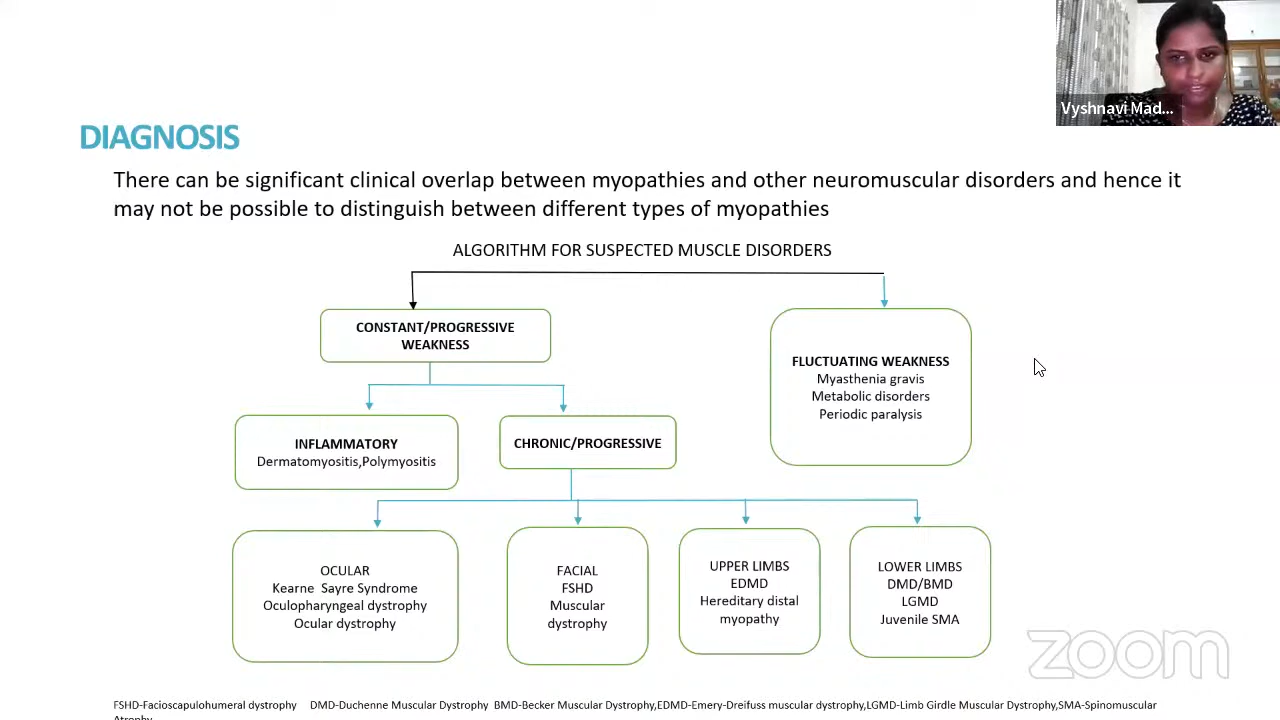 Vyshnavi Mad...
DIAGNOSIS
There can be significant clinical overlap between myopathies and other neuromuscular disorders and hence it
may not be possible to distinguish between different types of myopathies
ALGORITHM FOR SUSPECTED MUSCLE DISORDERS
CONSTANT/PROGRESSIVE
WEAKNESS
FLUCTUATING WEAKNESS
Myasthenia gravis
Metabolic disorders
Periodic paralysis
INFLAMMATORY
Dermatomyositis,Polymyositis
CHRONIC/PROGRESSIVE
OCULAR
Kearne  Sayre Syndrome
Oculopharyngeal dystrophy
Ocular dystrophy
FACIAL
FSHD
Muscular
dystrophy
UPPER LIMBS
EDMD
Hereditary distal
myopathy
LOWER LIMBS
DMD/BMD
LGMD
Juvenile SMA
zoom
FSHD-Facioscapulohumeral dystrophy    DMD-Duchenne Muscular Dystrophy  BMD-Becker Muscular Dystrophy,EDMD-Emery-Dreifuss muscular dystrophy,LGMD-Limb Girdle Muscular Dystrophy,SMA-Spinomuscular
Atrophy